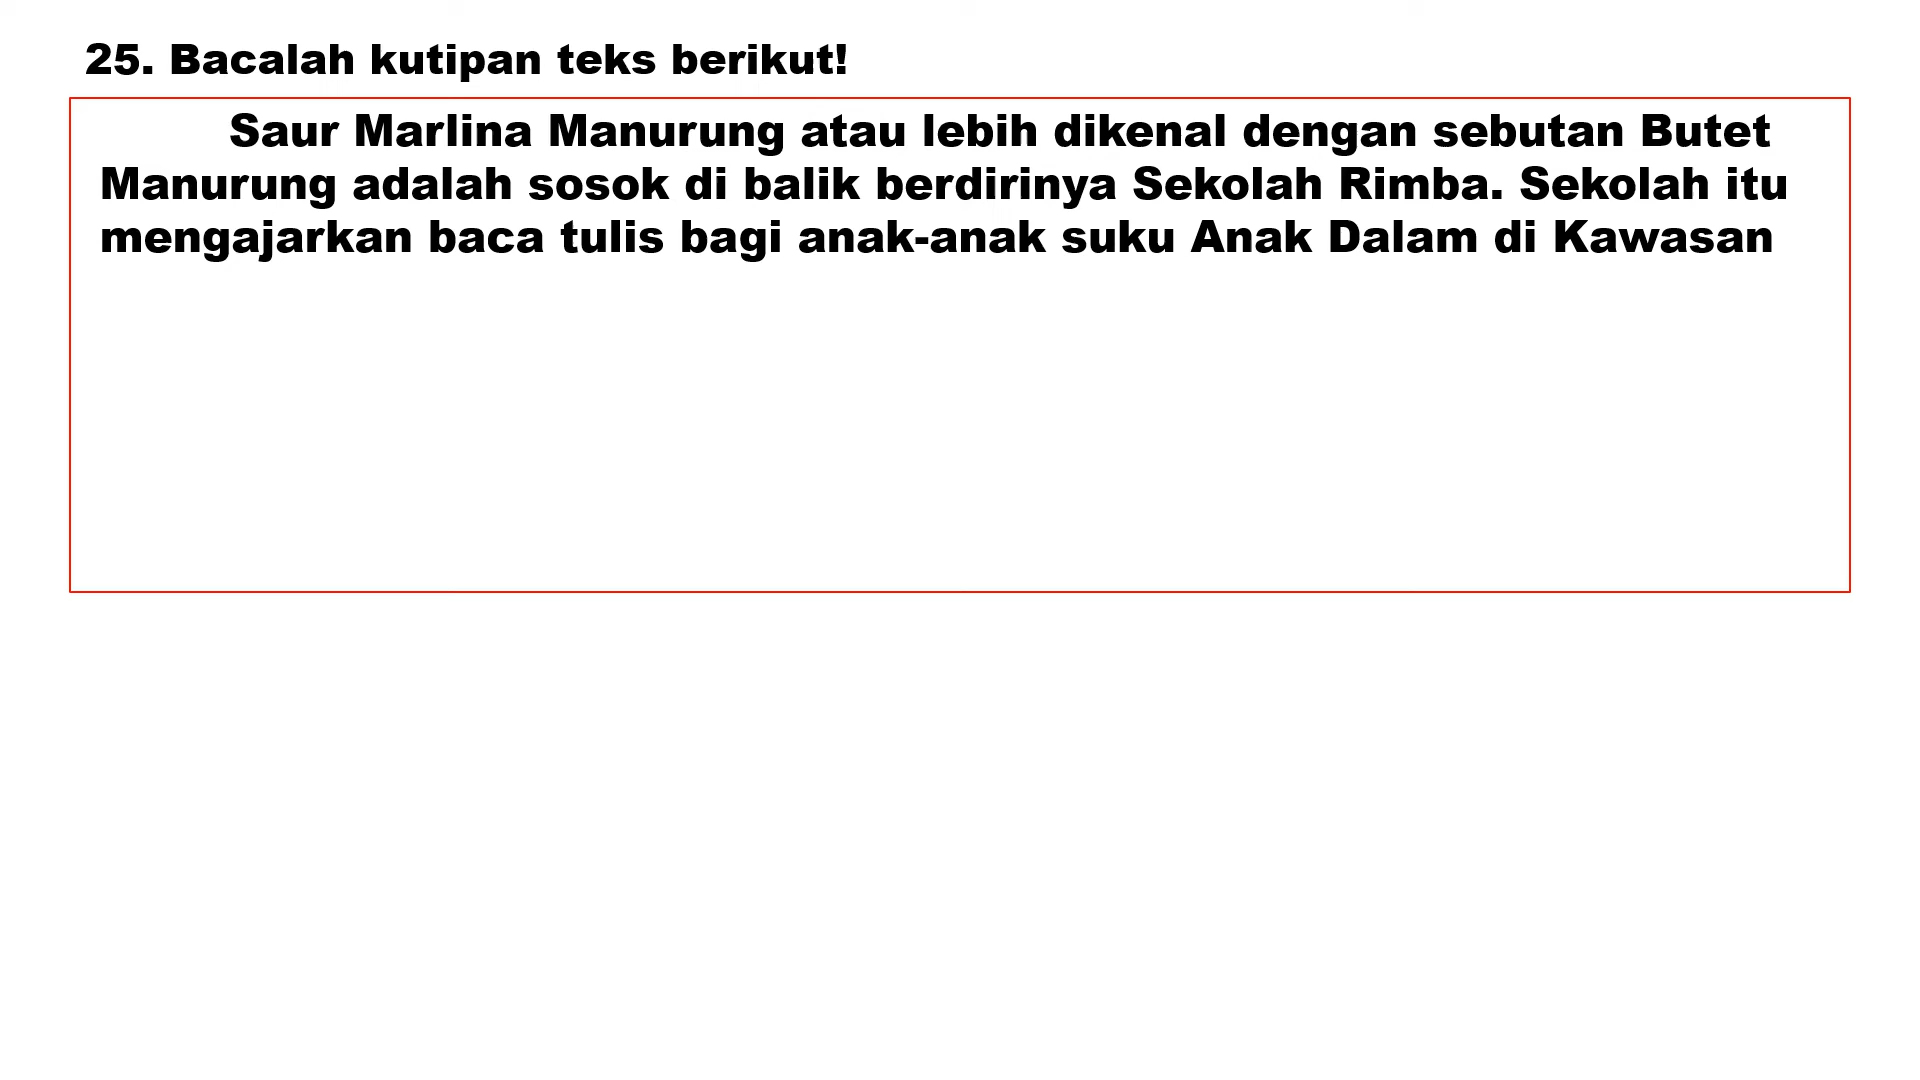 25. Bacalah kutipan teks berikut!
Saur Marlina Manurung atau lebih dikenal dengan sebutan Butet
Manurung adalah sosok di balik berdirinya Sekolah Rimba. Sekolah itu
mengajarkan baca tulis bagi anak-anak suku Anak Dalam di Kawasan